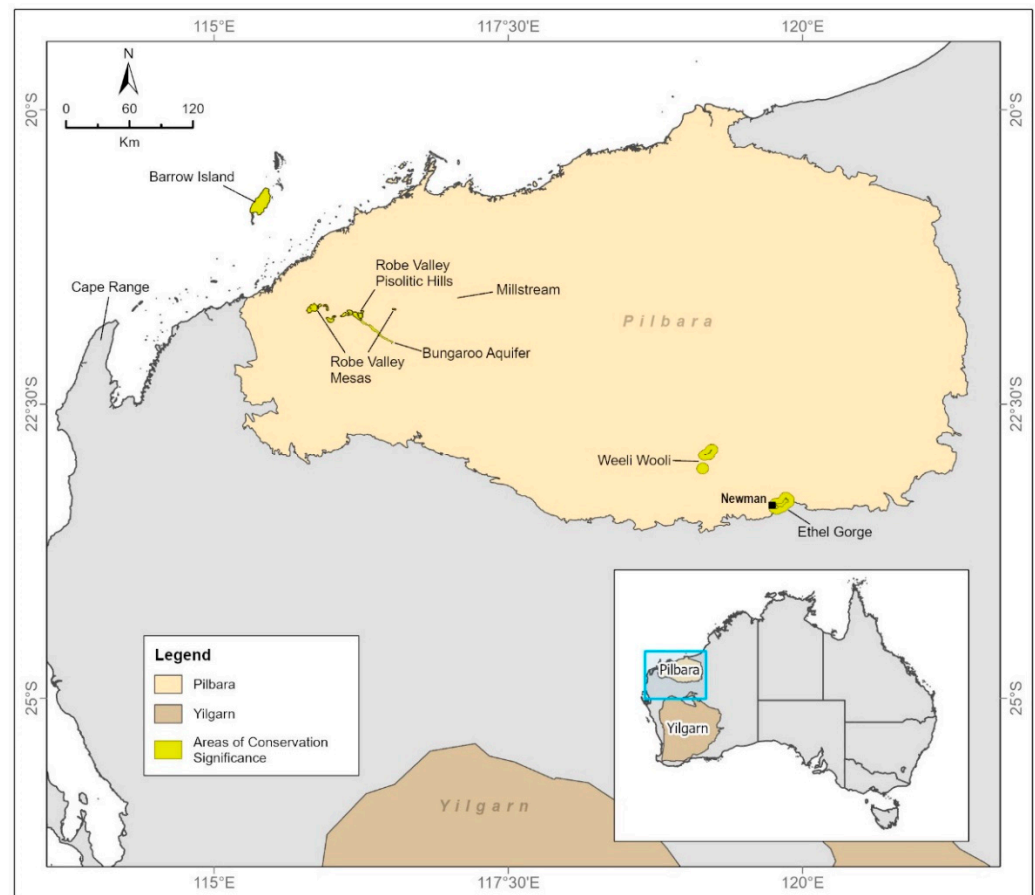 115°E
117°30'E
120°E
N
0
60
120
Km
20°S
20°S
Barrow Island
Cape Range
Robe Valley
Pisolitic Hills
Millstream
Pilbara
Robe Valley
Mesas
Bungaroo Aquifer
22°30'S
22°30'S
Weeli Wooli
Newman
Ethel Gorge
Legend
Pilbara
Yilgarn
Areas of Conservation
Significance
Pilbara
Yilgarn
25°S
25°S
Yilgarn
115°E
117°30'E
120°E